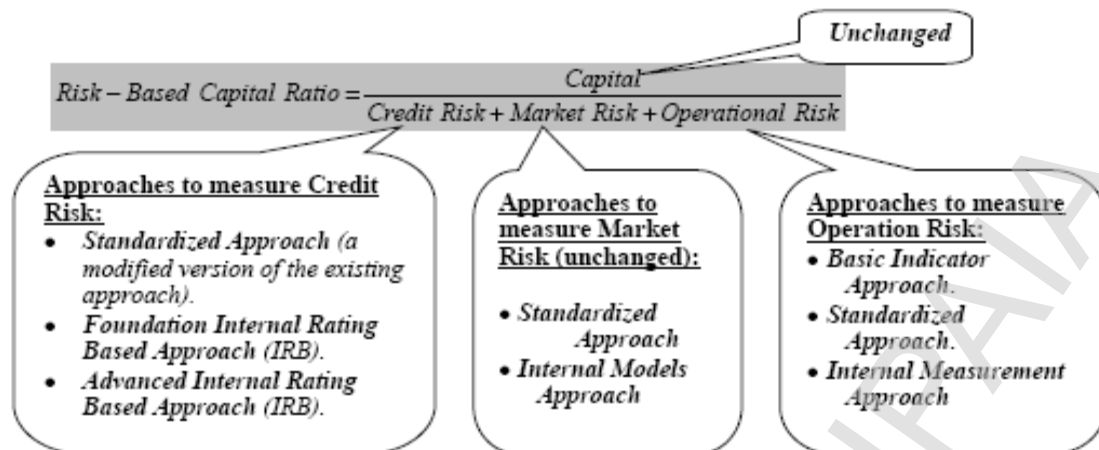 Unchanged
Risk – Based Capital Ratio = Capital
Credit Risk + Market Risk + Operational Risk
Approaches to measure Credit
Risk:
• Standardized Approach (a
modified version of the existing
approach).
• Foundation Internal Rating
Based Approach (IRB).
• Advanced Internal Rating
Based Approach (IRB).
Approaches to
measure Market
Risk (unchanged):
• Standardized
Approach
• Internal Models
Approach
Approaches to measure
Operation Risk:
• Basic Indicator
Approach.
• Standardized
Approach.
• Internal Measurement
Approach